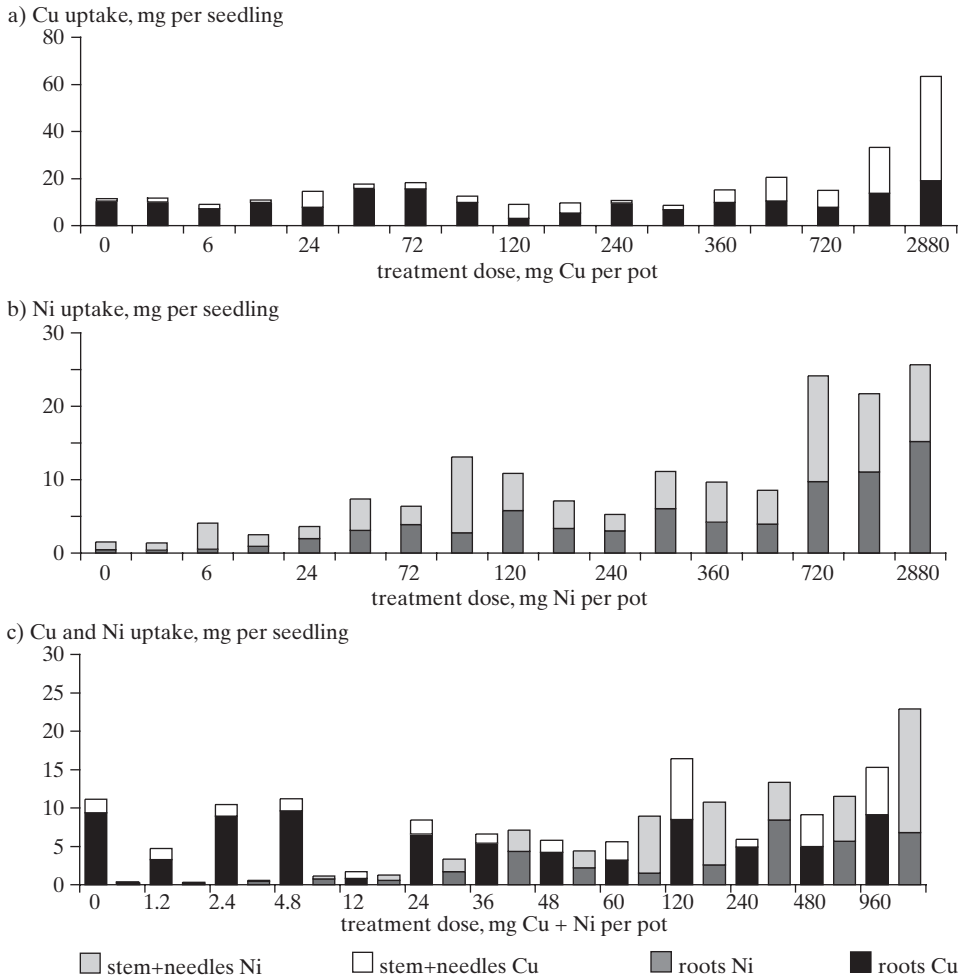 a) Cu uptake, mg per seedling
80
60
40
20
0
0 6 24 72 120 240 360 720 2880
treatment dose, mg Cu per pot
b) Ni uptake, mg per seedling
30
20
10
0
0 6 24 72 120 240 360 720 2880
treatment dose, mg Ni per pot
c) Cu and Ni uptake, mg per seedling
30
25
20
15
10
5
0
0 1.2 2.4 4.8 12 24 36 48 60 120 240 480 960
treatment dose, mg Cu + Ni per pot
stem+needles Ni stem+needles Cu roots Ni roots Cu